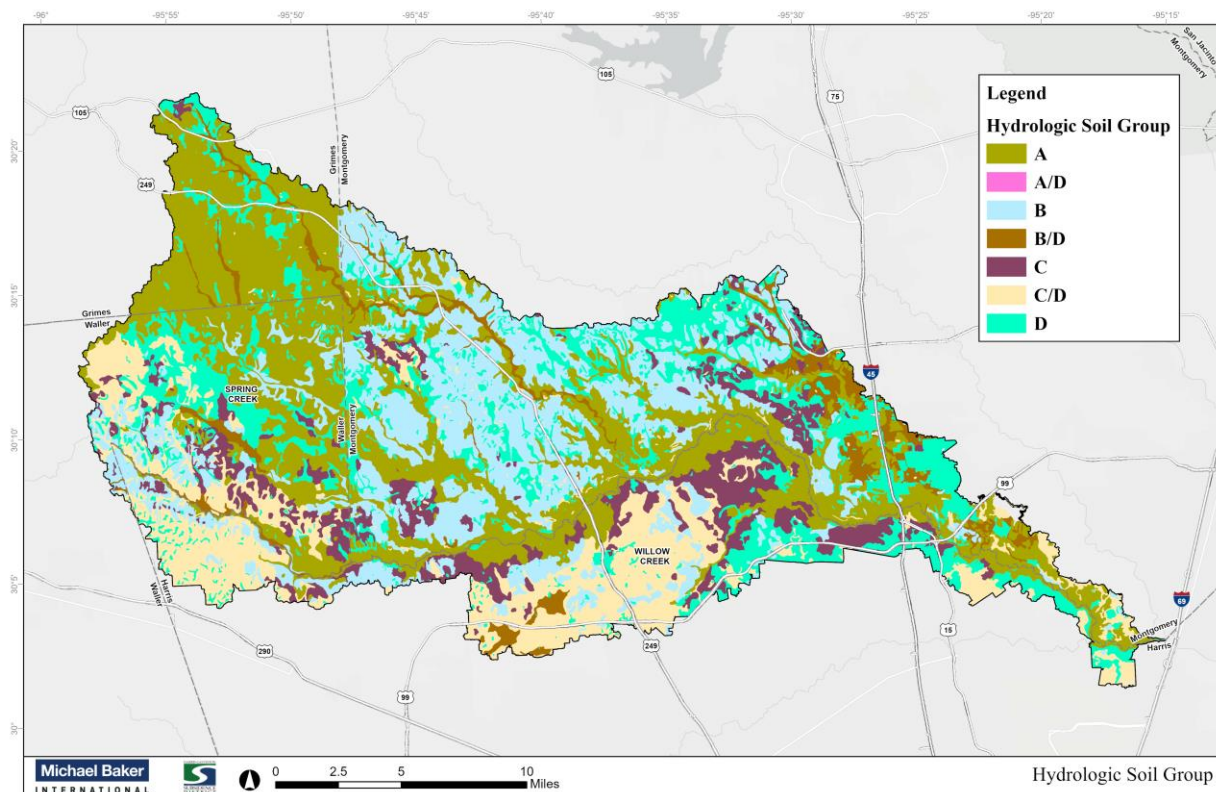 -96° -95°55' -95°50' -95°45' -95°40' -95°35' -95°30' -95°25' -95°20' -95°15'
San Jacinto
Montgomery
105
75
105
Legend
Hydrologic Soil Group
A
A/D
B
B/D
C
C/D
D
30°20'
Grimes
Montgomery
249
30°15'
Grimes
Waller
45
SPRING
CREEK
Waller
Montgomery
30°10'
99
WILLOW
CREEK
30°5'
Harris
Waller
69
15
Montgomery
Harris
290
249
99
30°
Michael Baker
INTERNATIONAL
SUBSIDENCE
DISTRICT
0 2.5 5 10
Miles
Hydrologic Soil Group